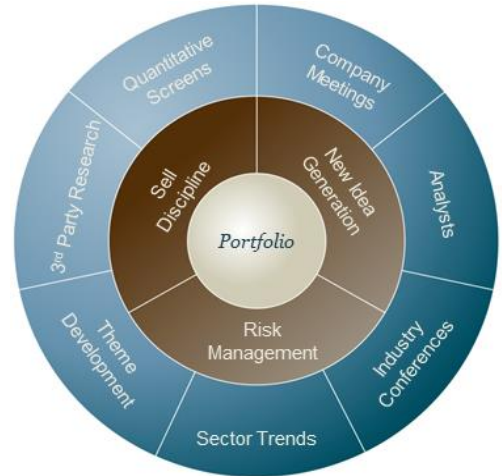 Quantitative
Screens
Company
Meetings
Analysts
Industry
Conferences
Sector Trends
Theme
Development
3rd Party Research
Sell
Discipline
New Idea
Generation
Risk
Management
Portfolio